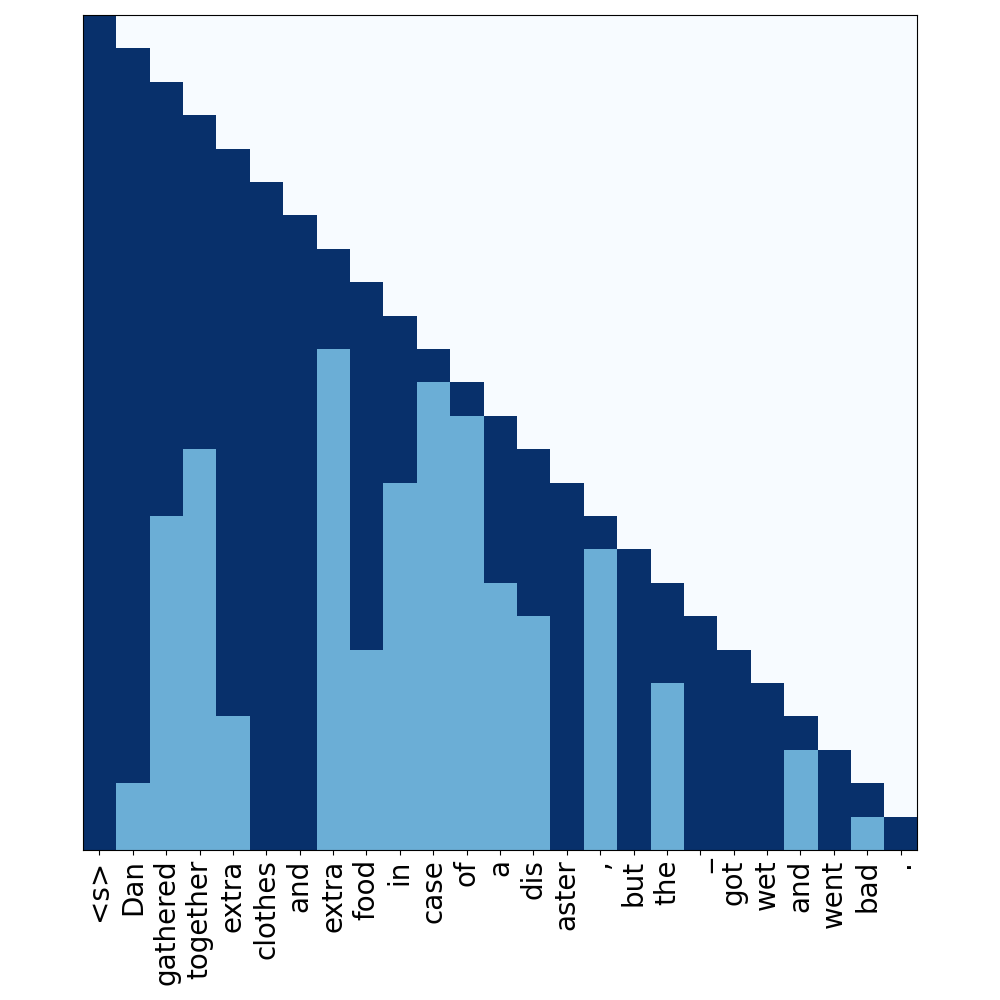 <s>
Dan
gathered
together
extra
clothes
and
extra
food
in
case
of
a
dis
aster
,
but
the
_
got
wet
and
went
bad
.